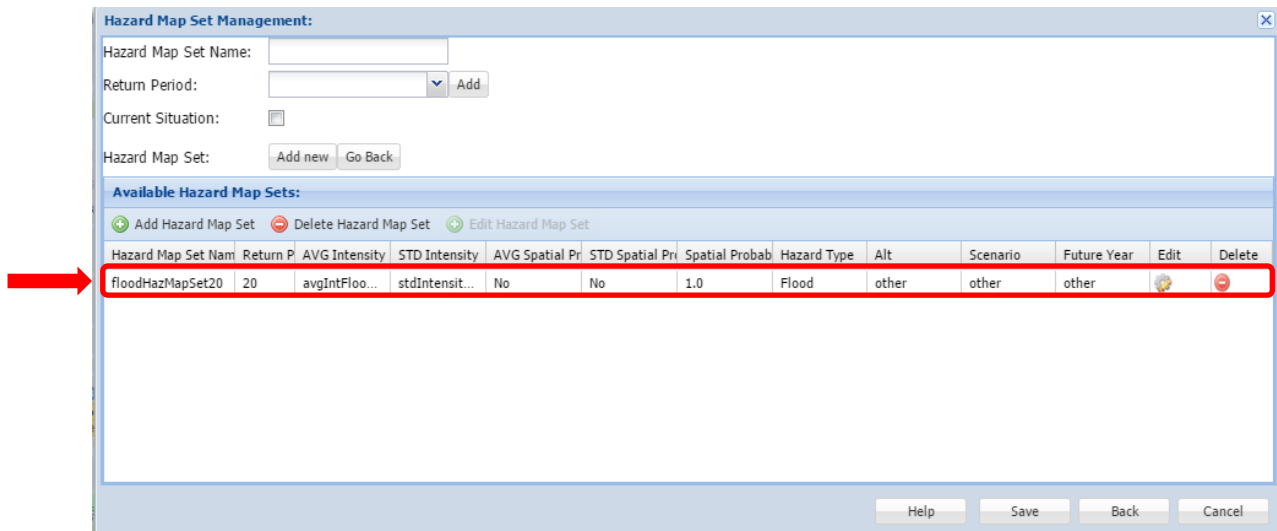 Hazard Map Set Management:
Hazard Map Set Name:
Return Period: Add
Current Situation:
Hazard Map Set: Add new Go Back
Available Hazard Map Sets:
Add Hazard Map Set Delete Hazard Map Set Edit Hazard Map Set
Hazard Map Set Nam Return P AVG Intensity STD Intensity AVG Spatial Pr STD Spatial Pro Spatial Probab Hazard Type Alt Scenario Future Year Edit Delete
floodHazMapSet20 20 avgIntFloo... stdIntensit... No No 1.0 Flood other other other
Help Save Back Cancel